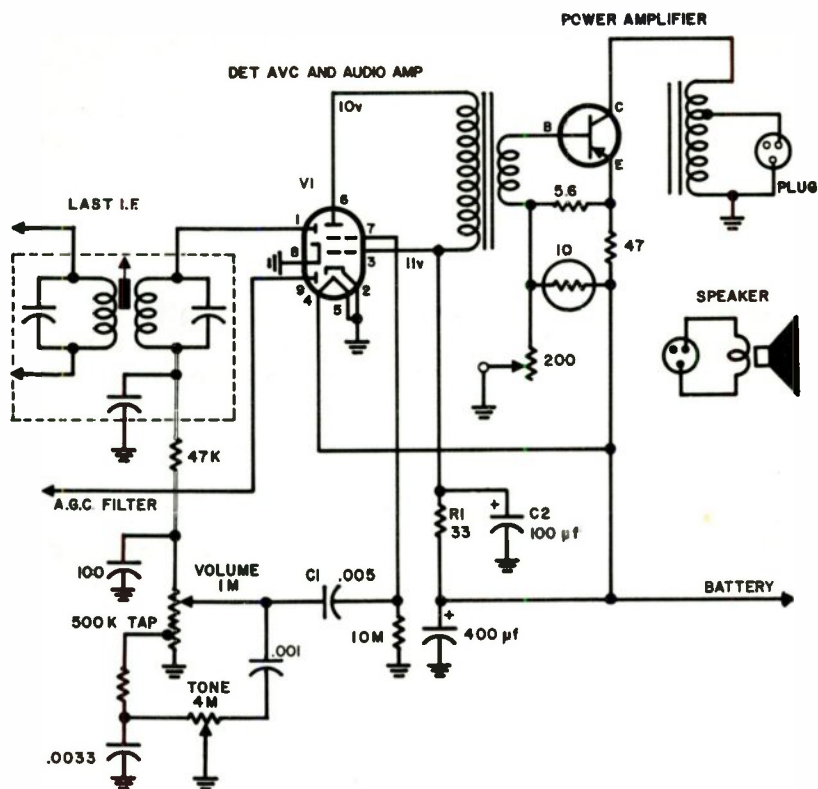 POWER AMPLIFIER
DET AVC AND AUDIO AMP
10v
C
B
E
PLUG
V1
6
5.6
LAST I.F.
1
7
8
3
11v
10
47
9
4
5
2
SPEAKER
200
47K
A.G.C. FILTER
R1
33
+
C2
100 µf
100
VOLUME
1M
C1
.005
BATTERY
+
500K TAP
10M
400 µf
.001
TONE
4M
.0033